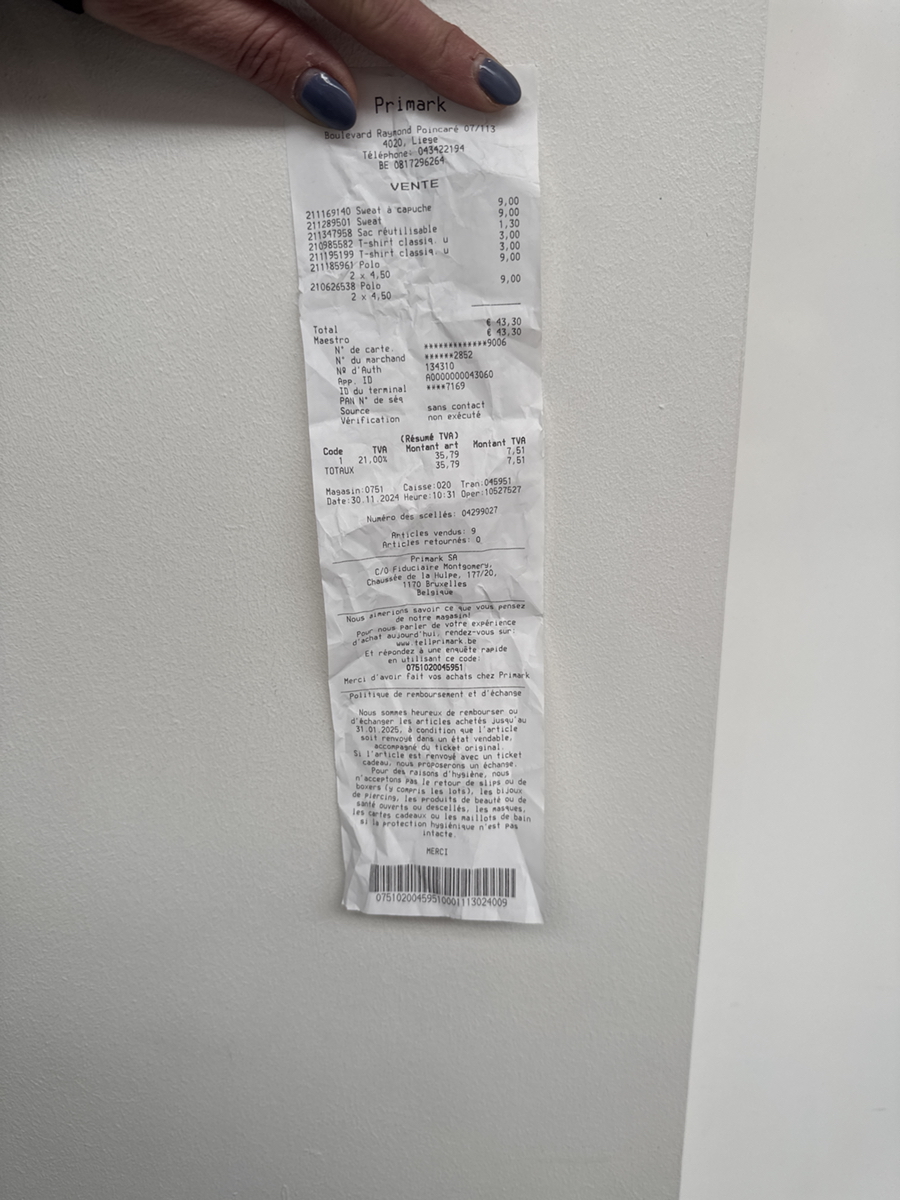 Primark
Boulevard Raymond Poincaré 07/113
4020, Liege
Téléphone: 043422194
BE 0817296264
VENTE
211169140 Sweat à capuche 9,00
211289501 Sweat 9,00
211347958 Sac réutilisable 1,30
210985582 T-shirt classiq. u 3,00
211195199 T-shirt classiq. u 3,00
211185961 Polo 9,00
2 x 4,50
210626538 Polo 9,00
2 x 4,50
Total € 43,30
Maestro € 43,30
N° de carte. *************9006
N° du marchand ******2852
Nº d'Auth 134310
App. ID A0000000043060
ID du terminal ****7169
PAN N° de séq
Source sans contact
Vérification non exécuté
(Résumé TVA)
Code TVA Montant art Montant TVA
1 21,00% 35,79 7,51
TOTAUX 35,79 7,51
Magasin:0751 Caisse:020 Tran:045951
Date:30.11.2024 Heure:10:31 Oper:10527527
Numéro des scellés: 04299027
Articles vendus: 9
Articles retournés: 0
Primark SA
C/O Fiduciaire Montgomery,
Chaussée de la Hulpe, 177/20,
1170 Bruxelles
Belgique
Nous aimerions savoir ce que vous pensez
de notre magasin!
Pour nous parler de votre expérience
d'achat aujourd'hui, rendez-vous sur:
www.tellprimark.be
Et répondez à une enquête rapide
en utilisant ce code:
0751020045951
Merci d'avoir fait vos achats chez Primark
Politique de remboursement et d'échange
Nous sommes heureux de rembourser ou
d'échanger les articles achetés jusqu'au
31.01.2025, à condition que l'article
soit renvoyé dans un état vendable,
accompagné du ticket original.
Si l'article est renvoyé avec un ticket
cadeau, nous proposerons un échange.
Pour des raisons d'hygiène, nous
n'acceptons pas le retour de slips ou de
boxers (y compris les lots), les bijoux
de piercing, les produits de beauté ou de
santé ouverts ou descellés, les masques,
les cartes cadeaux ou les maillots de bain
si la protection hygiénique n'est pas
intacte.
MERCI
07510200459510001113024009